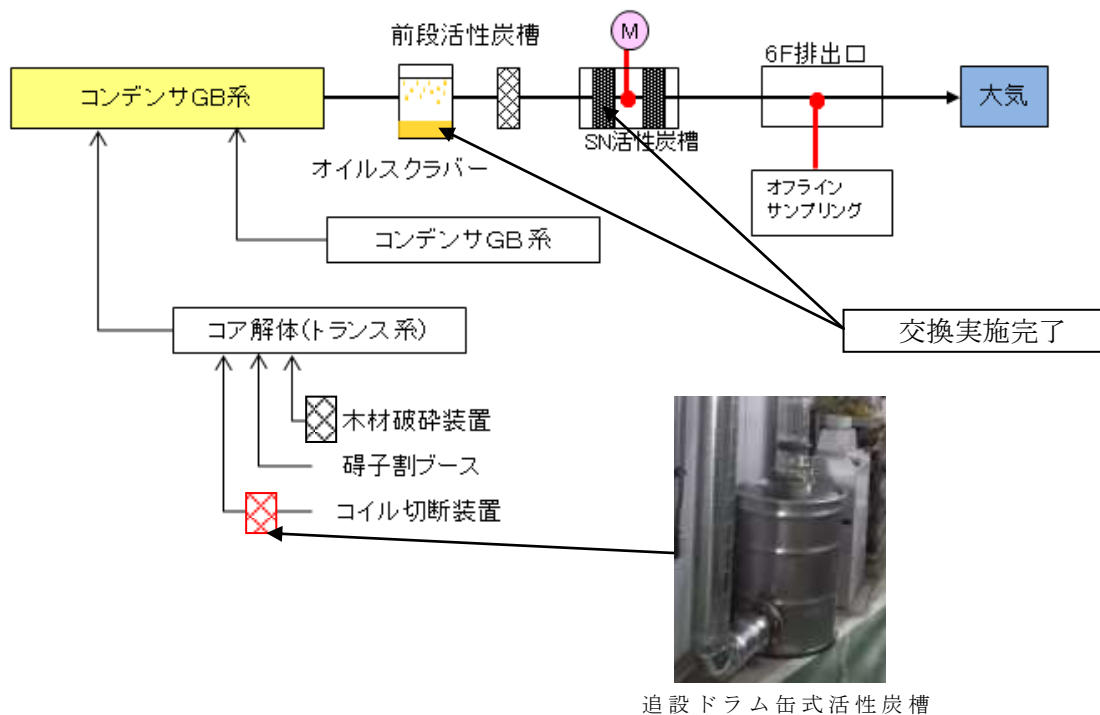 M
前段活性炭槽
6F排出口
コンデンサGB系
大気
SN活性炭槽
オイルスクラバー
オフライン
サンプリング
コンデンサGB系
コア解体(トランス系)
交換実施完了
木材破砕装置
碍子割ブース
コイル切断装置
追設ドラム缶式活性炭槽